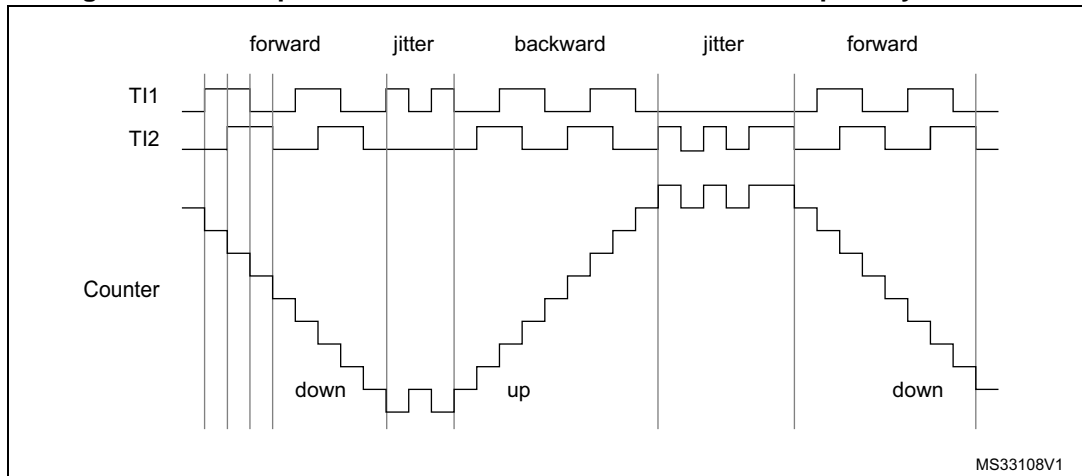 forward jitter backward jitter forward
TI1
TI2
Counter
down up down
MS33108V1